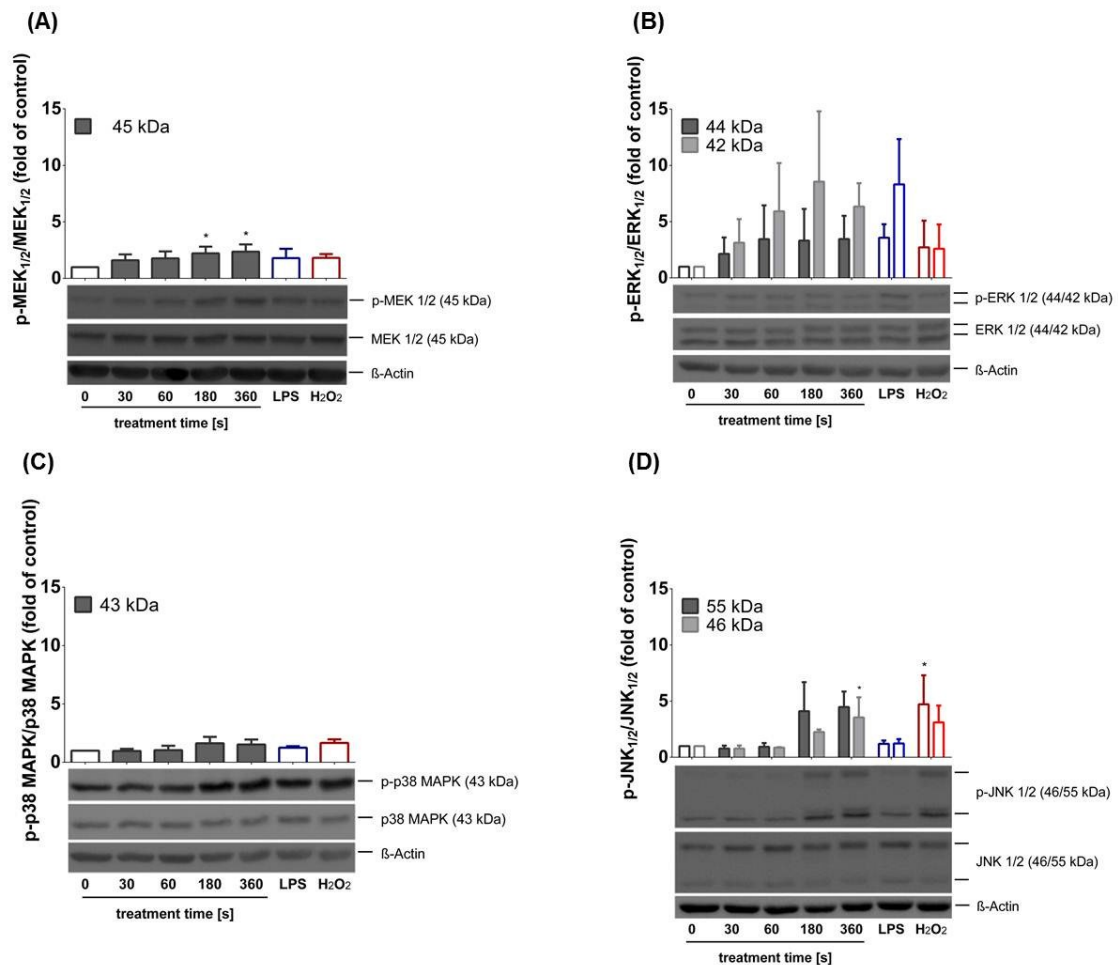 (A)
p-MEK1/2/MEK1/2 (fold of control)
15
10
5
0
45 kDa
* *
p-MEK 1/2 (45 kDa)
MEK 1/2 (45 kDa)
ß-Actin
0 30 60 180 360 LPS H2O2
treatment time [s]
(B)
p-ERK1/2/ERK1/2 (fold of control)
15
10
5
0
44 kDa
42 kDa
p-ERK 1/2 (44/42 kDa)
ERK 1/2 (44/42 kDa)
ß-Actin
0 30 60 180 360 LPS H2O2
treatment time [s]
(C)
p-p38 MAPK/p38 MAPK (fold of control)
15
10
5
0
43 kDa
p-p38 MAPK (43 kDa)
p38 MAPK (43 kDa)
ß-Actin
0 30 60 180 360 LPS H2O2
treatment time [s]
(D)
p-JNK1/2/JNK1/2 (fold of control)
15
10
5
0
55 kDa
46 kDa
* *
p-JNK 1/2 (46/55 kDa)
JNK 1/2 (46/55 kDa)
ß-Actin
0 30 60 180 360 LPS H2O2
treatment time [s]